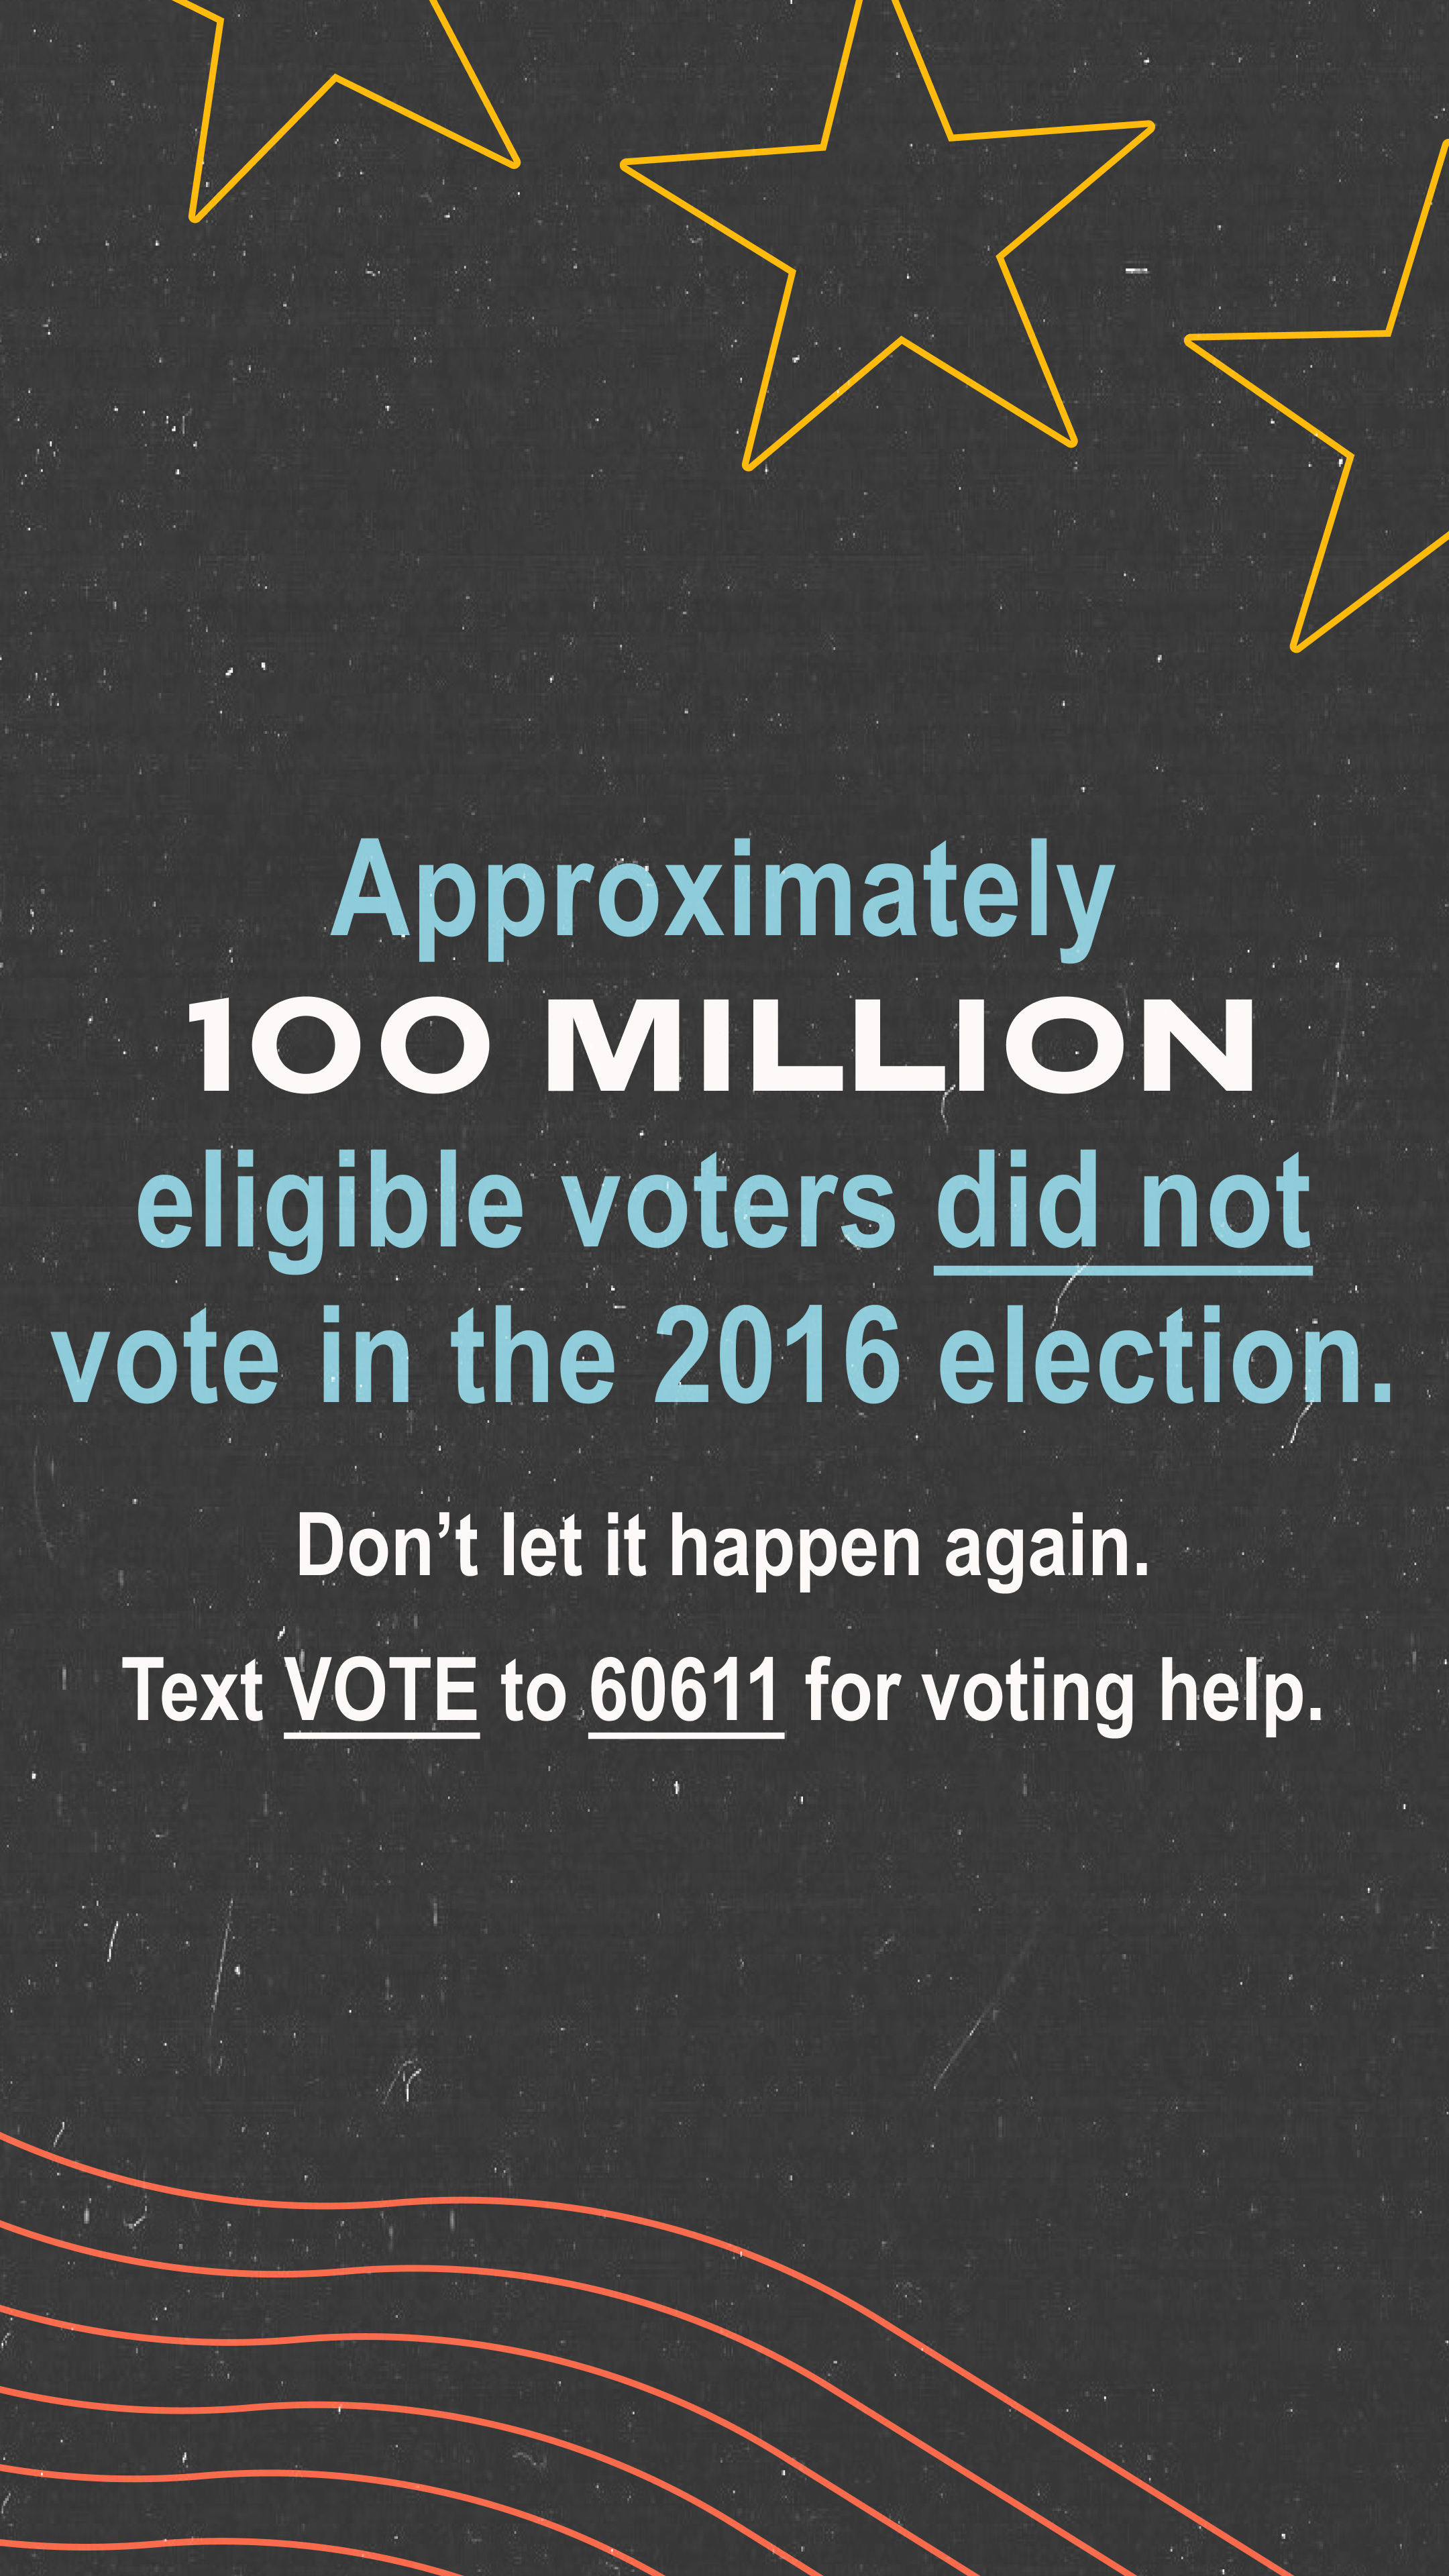 Approximately
100 MILLION
eligible voters did not
vote in the 2016 election.
Don’t let it happen again.
Text VOTE to 60611 for voting help.